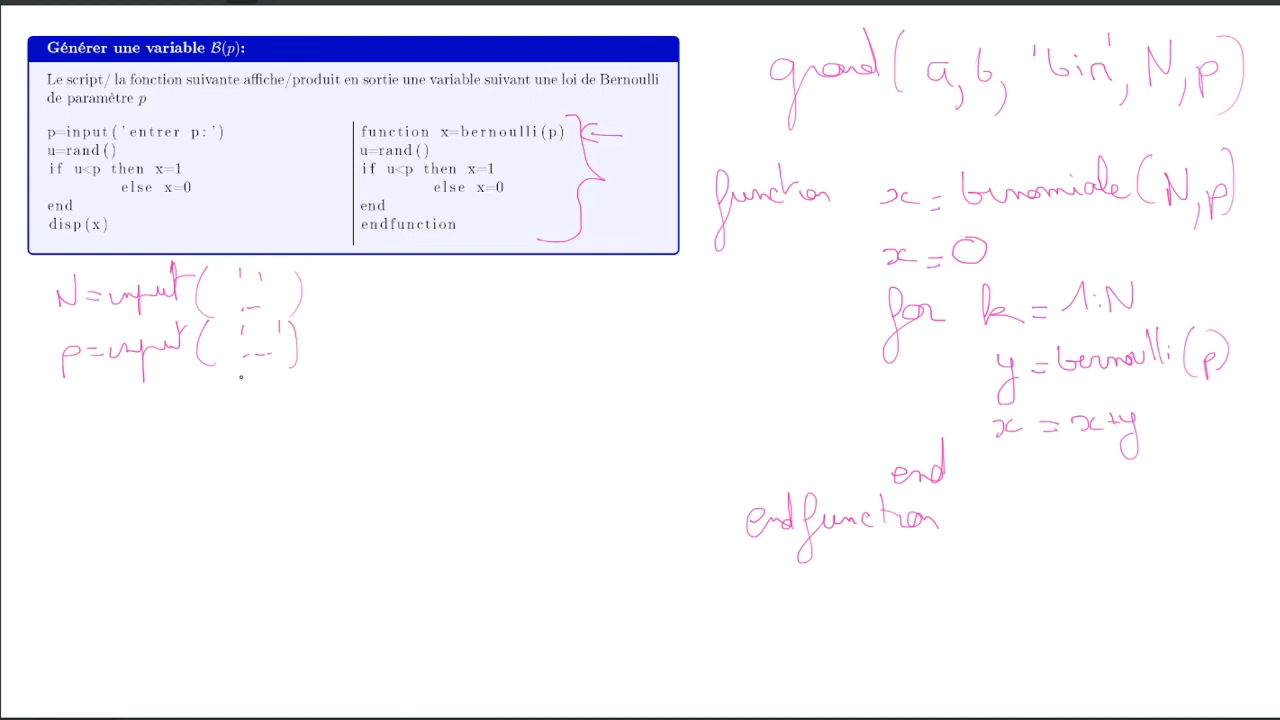 Générer une variable B(p):
Le script/ la fonction suivante affiche/produit en sortie une variable suivant une loi de Bernoulli
de paramètre p
p=input('entrer p:')
u=rand()
if u<p then x=1
else x=0
end
disp(x)
function x=bernoulli(p)
u=rand()
if u<p then x=1
else x=0
end
endfunction
N=input(' ... ')
p=input(' ... ')
grand(a,b,'bin',N,p)
function x=binomiale(N,p)
x=0
for k=1:N
y=bernoulli(p)
x=x+y
end
endfunction